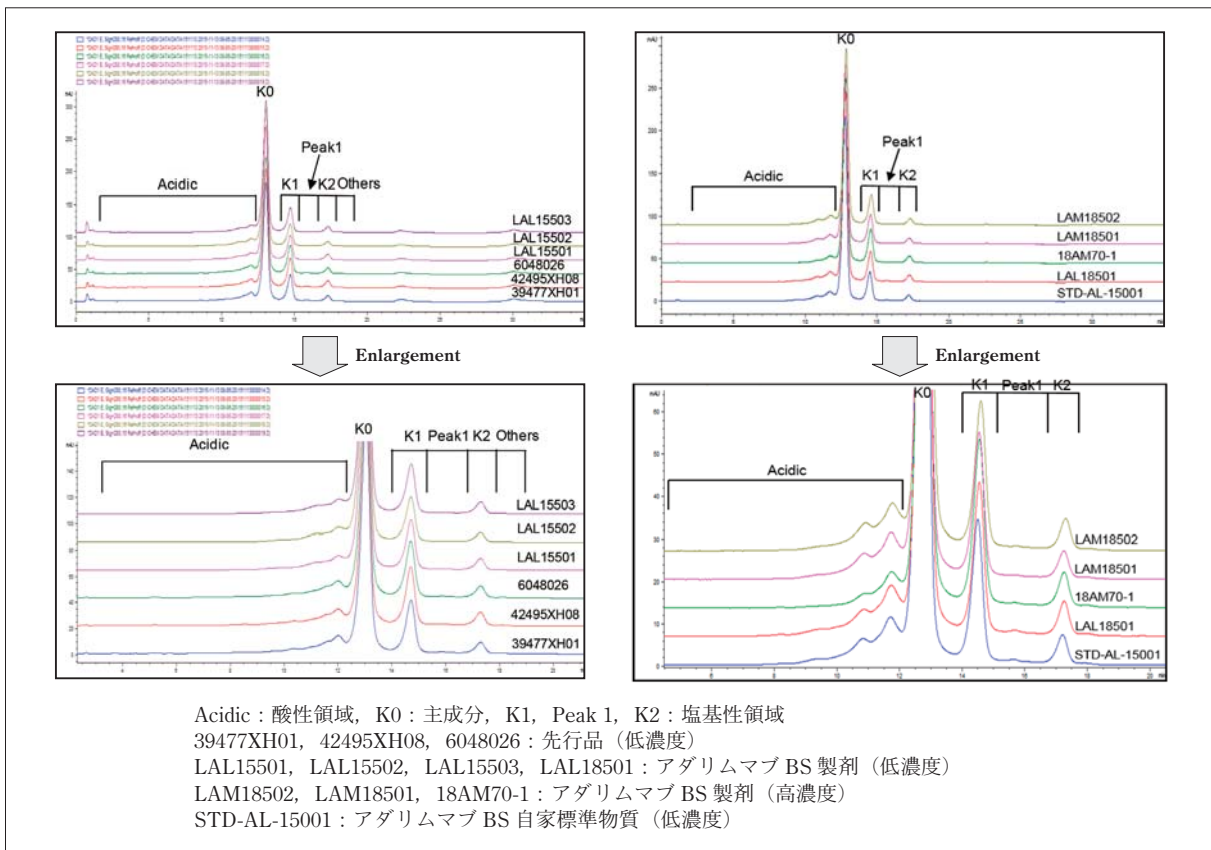 K0
Peak1
K1
K2
Others
Acidic
LAL15503
LAL15502
LAL15501
6048026
42495XH08
39477XH01
K0
Peak1
K1
K2
Acidic
LAM18502
LAM18501
18AM70-1
LAL18501
STD-AL-15001
Enlargement
Enlargement
K0
K1 Peak1 K2 Others
Acidic
LAL15503
LAL15502
LAL15501
6048026
42495XH08
39477XH01
K0
K1 Peak1 K2
Acidic
LAM18502
LAM18501
18AM70-1
LAL18501
STD-AL-15001
Acidic:酸性領域,K0:主成分,K1,Peak 1,K2:塩基性領域
39477XH01,42495XH08,6048026:先行品(低濃度)
LAL15501,LAL15502,LAL15503,LAL18501:アダリムマブ BS 製剤(低濃度)
LAM18502,LAM18501,18AM70-1:アダリムマブ BS 製剤(高濃度)
STD-AL-15001:アダリムマブ BS 自家標準物質(低濃度)